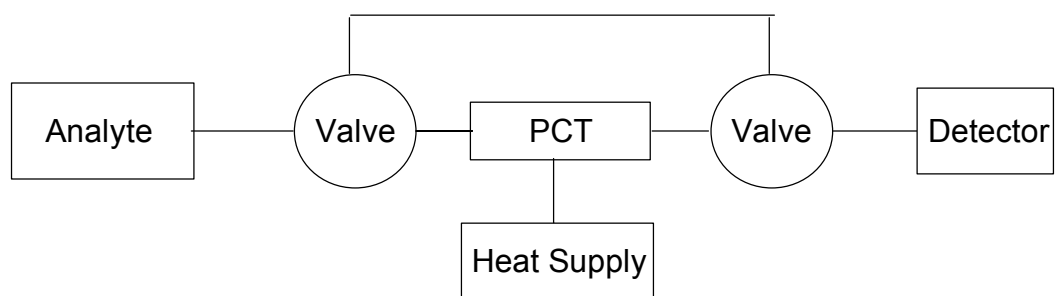 Analyte
Valve
PCT
Valve
Detector
Heat Supply